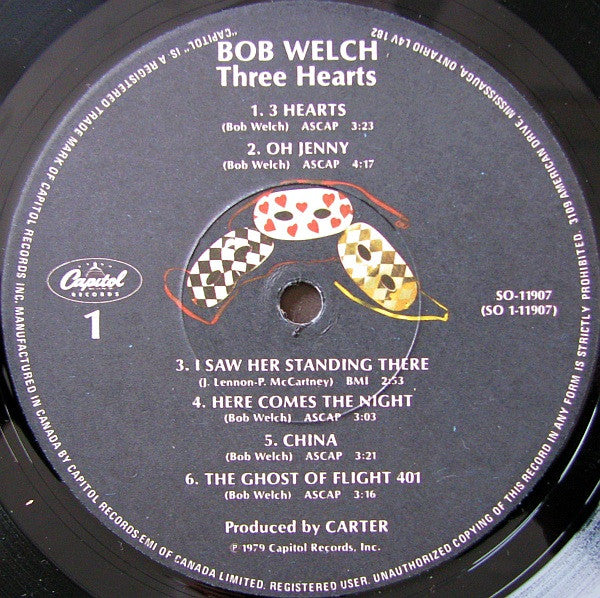 BOB WELCH
Three Hearts
1. 3 HEARTS
(Bob Welch) ASCAP 3:23
2. OH JENNY
(Bob Welch) ASCAP 4:17
Capitol
RECORDS
1
SO-11907
(SO 1-11907)
3. I SAW HER STANDING THERE
(J. Lennon-P. McCartney) BMI 2:53
4. HERE COMES THE NIGHT
(Bob Welch) ASCAP 3:03
5. CHINA
(Bob Welch) ASCAP 3:21
6. THE GHOST OF FLIGHT 401
(Bob Welch) ASCAP 3:16
Produced by CARTER
℗ 1979 Capitol Records, Inc.
"CAPITOL" IS A REGISTERED TRADE MARK OF CAPITOL RECORDS INC. MANUFACTURED IN CANADA BY CAPITOL RECORDS-EMI OF CANADA LIMITED. REGISTERED USER. UNAUTHORIZED COPYING OF THIS RECORD IN ANY FORM IS STRICTLY PROHIBITED. 3109 AMERICAN DRIVE, MISSISSAUGA, ONTARIO L4V 1B2